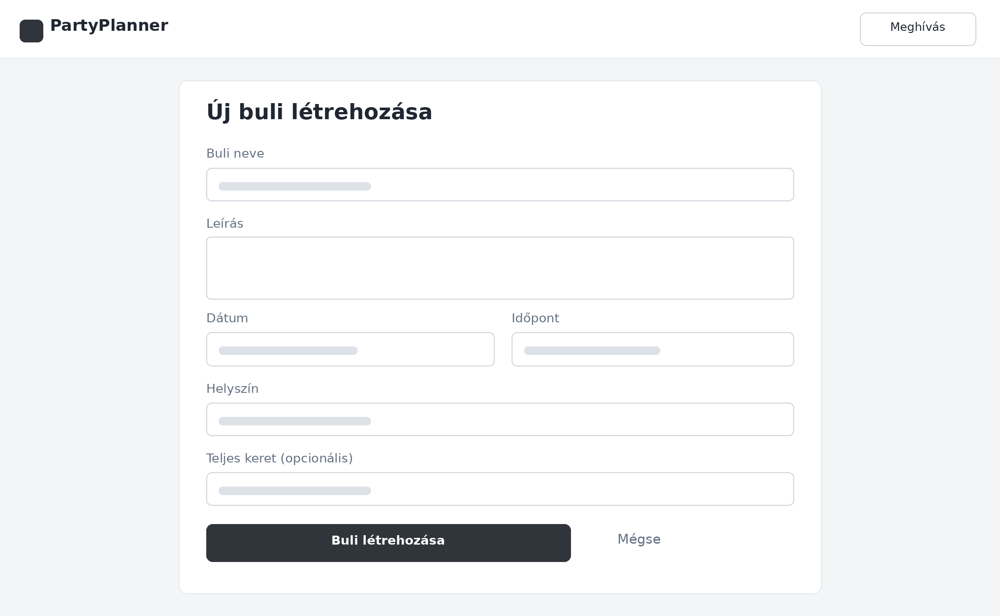 PartyPlanner
Meghívás
Új buli létrehozása
Buli neve
Leírás
Dátum
Időpont
Helyszín
Teljes keret (opcionális)
Buli létrehozása
Mégse